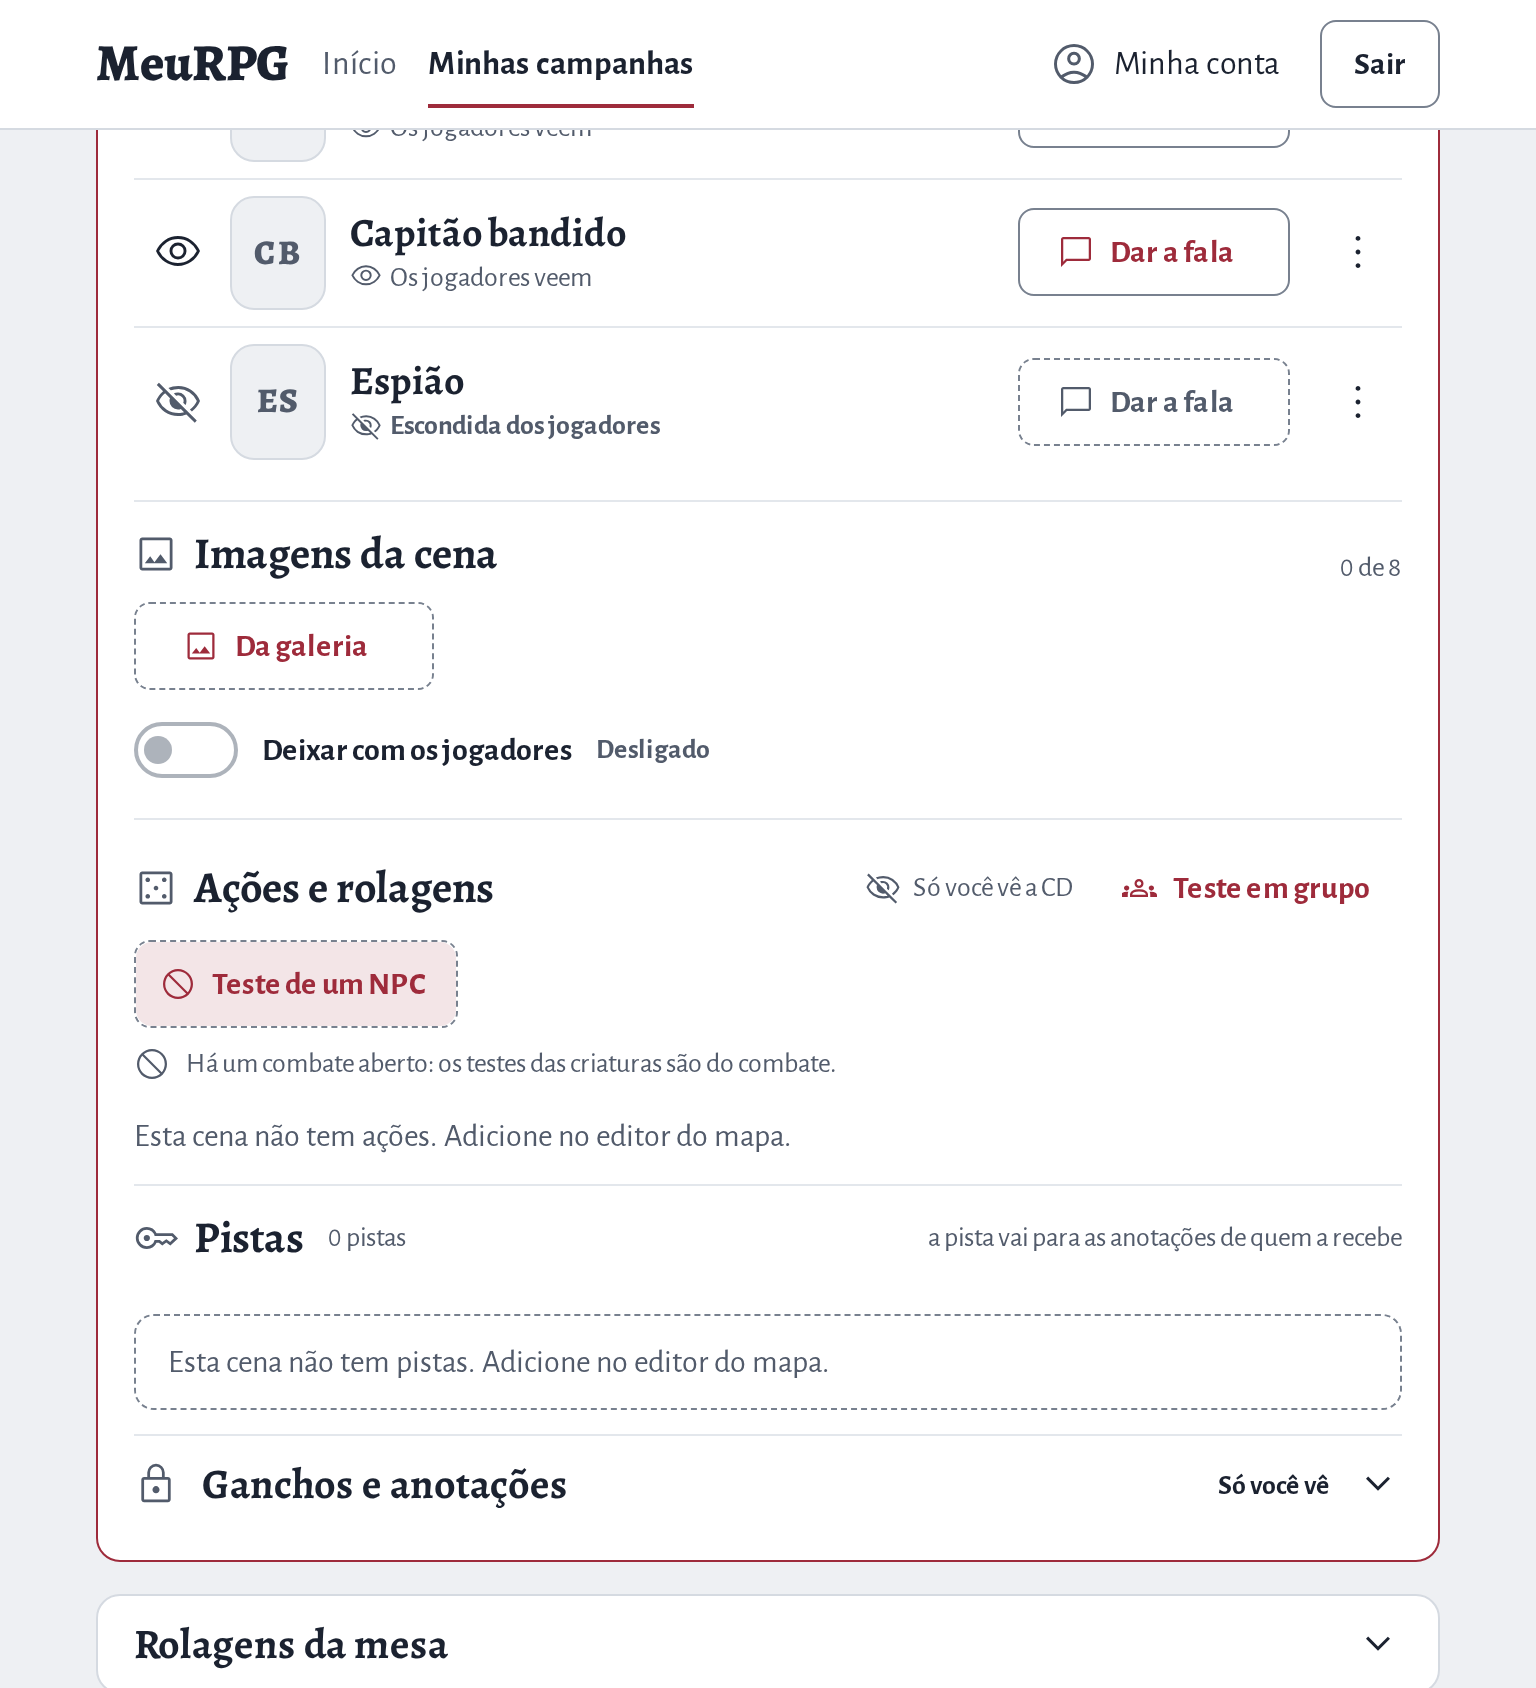 MeuRPG Início Minhas campanhas Minha conta Sair
Os jogadores veem
CB Capitão bandido Dar a fala
Os jogadores veem
ES Espião Dar a fala
Escondida dos jogadores
Imagens da cena 0 de 8
Da galeria
Deixar com os jogadores Desligado
Ações e rolagens Só você vê a CD Teste em grupo
Teste de um NPC
Há um combate aberto: os testes das criaturas são do combate.
Esta cena não tem ações. Adicione no editor do mapa.
Pistas 0 pistas a pista vai para as anotações de quem a recebe
Esta cena não tem pistas. Adicione no editor do mapa.
Ganchos e anotações Só você vê
Rolagens da mesa